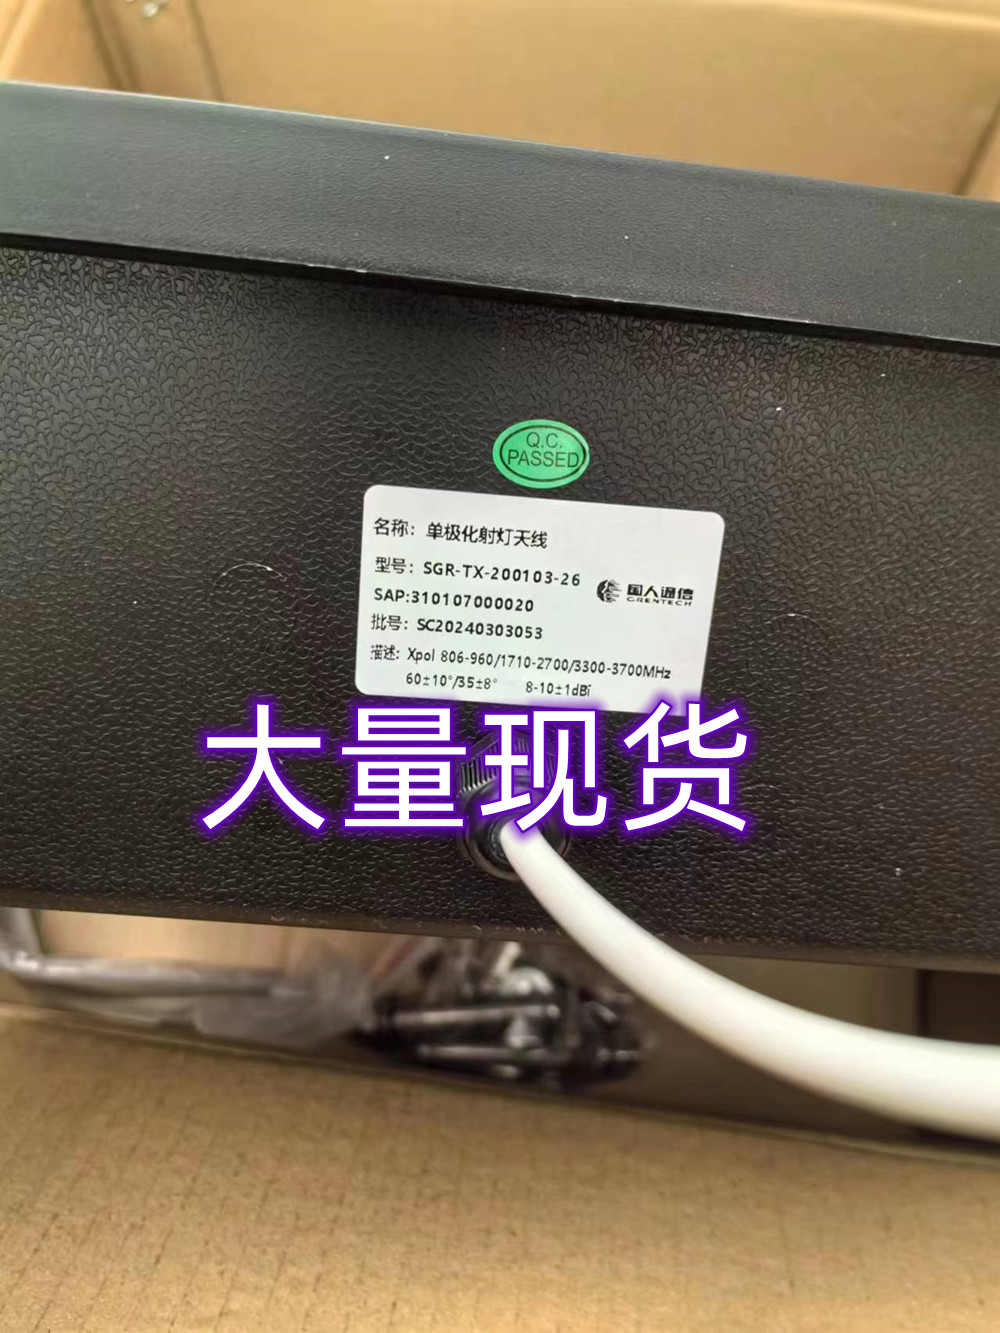 Q.C.
PASSED
名称：单极化射灯天线
型号：SGR-TX-200103-26
国人通信
GRENTECH
SAP:310107000020
批号：SC20240303053
描述：Xpol 806-960/1710-2700/3300-3700MHz
60±10°/35±8° 8-10±1dBi
大量现货